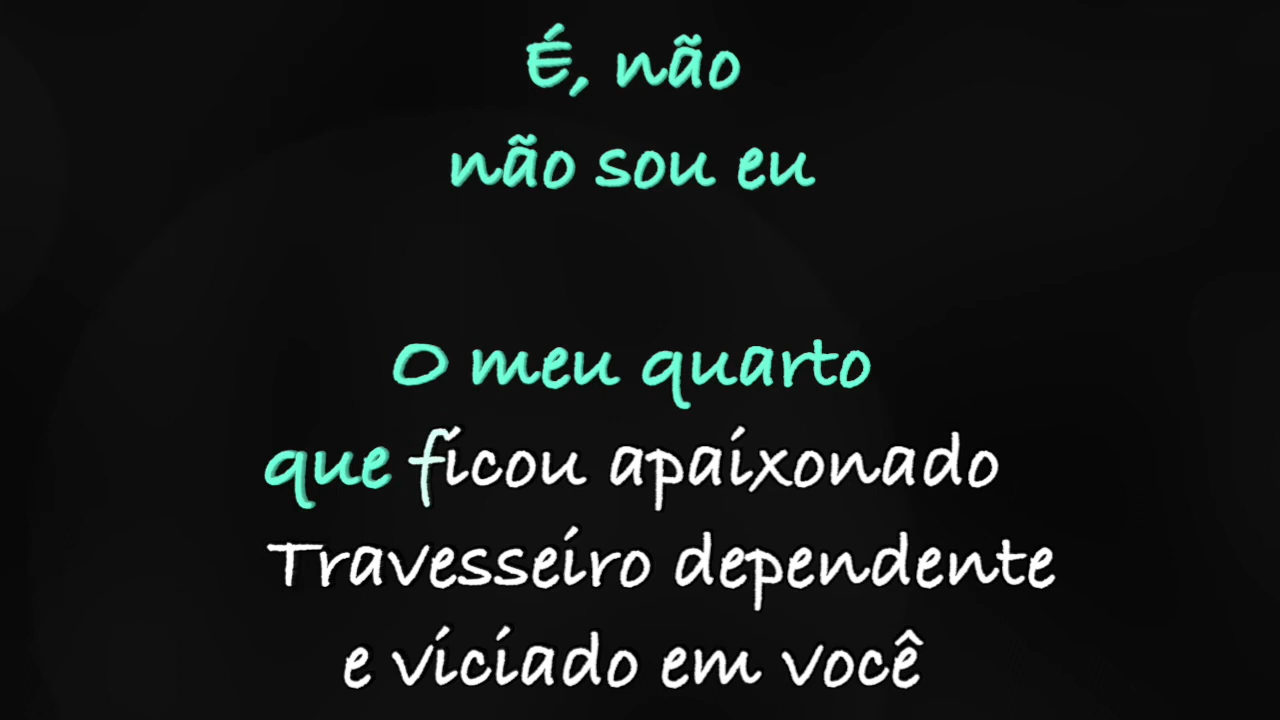 É, não
não sou eu
O meu quarto
que ficou apaixonado
Travesseiro dependente
e viciado em você